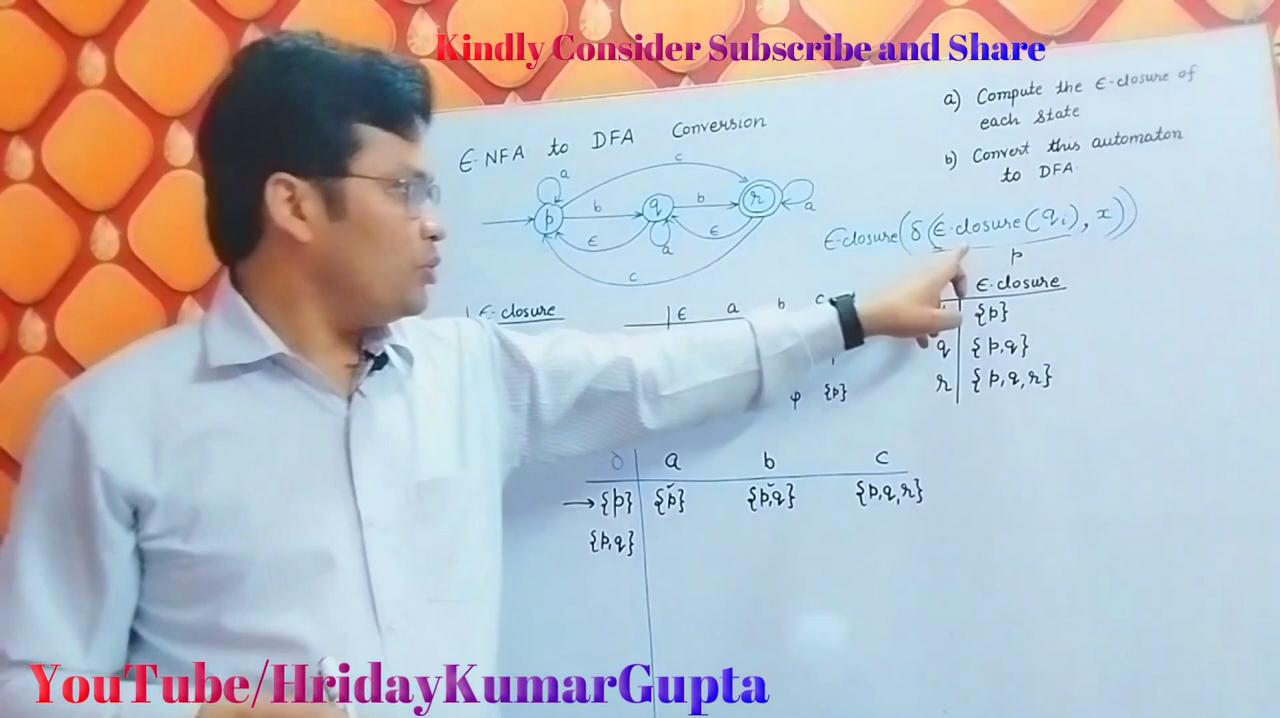 Kindly Consider Subscribe and Share
a) Compute the ϵ-closure of
each State
b) Convert this automaton
to DFA.
ϵ-NFA to DFA Conversion
c
a
p
b
q
b
r
a
ϵ
a
ϵ
c
ϵ-closure(δ(ϵ-closure(qi), x))
p
ϵ-closure
ϵ a b c
φ {p}
ϵ-closure
{p}
q {p,q}
r {p,q,r}
δ a b c
→{p} {p} {p,q} {p,q,r}
{p,q}
YouTube/HridayKumarGupta